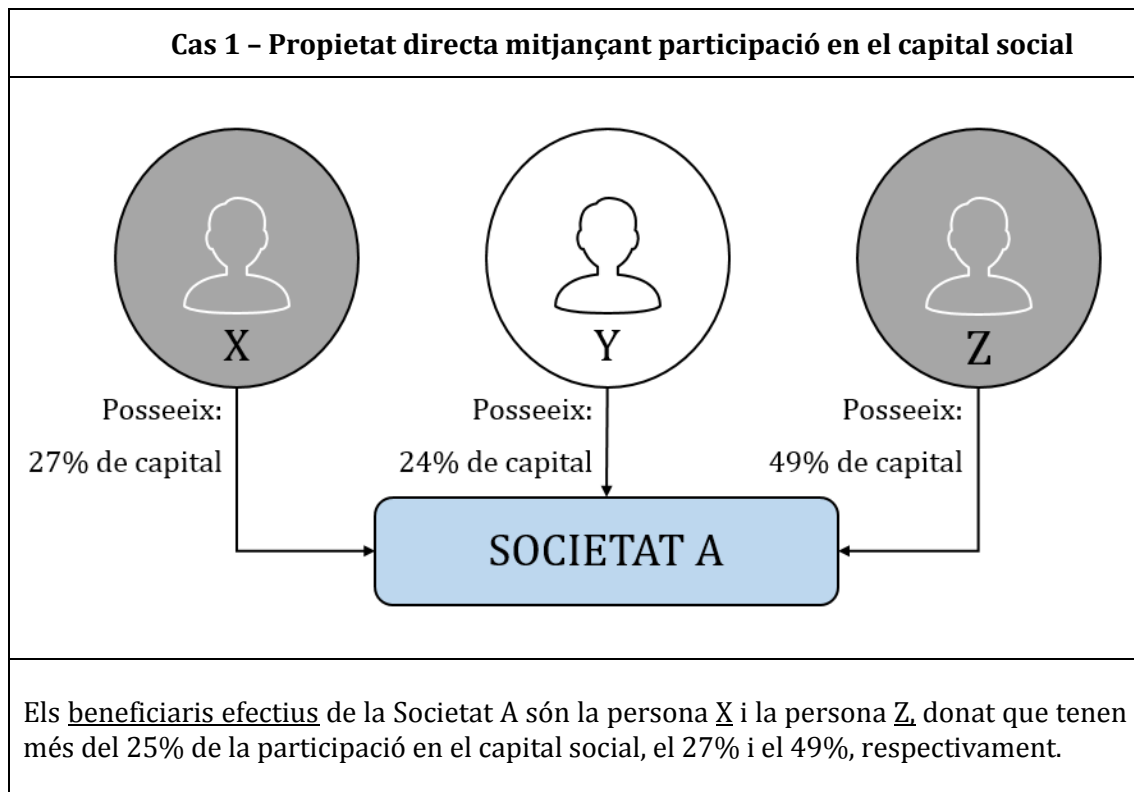 Cas 1 – Propietat directa mitjançant participació en el capital social
X
Y
Z
Posseeix:
27% de capital
Posseeix:
24% de capital
Posseeix:
49% de capital
SOCIETAT A
Els beneficiaris efectius de la Societat A són la persona X i la persona Z, donat que tenen
més del 25% de la participació en el capital social, el 27% i el 49%, respectivament.